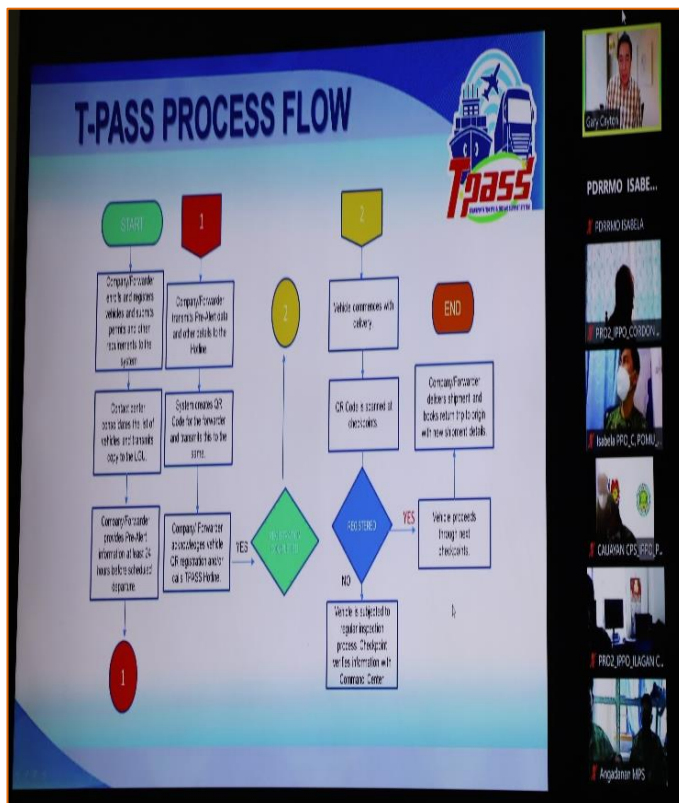 T-PASS PROCESS FLOW
Tpass
START
Company/Forwarder
enrolls and registers
vehicles and submits
permits and other
requirements to the
system.
Contact center
consolidates the list of
vehicles and transmits
copy to the LGU.
Company/Forwarder
provides Pre-Alert
information at least 24
hours before scheduled
departure.
1
1
Company/Forwarder
transmits Pre-Alert data
and other details to the
Hotline.
System creates QR
Code for the forwarder
and transmits this to the
same.
Company/ Forwarder
acknowledges vehicle
QR registration and/or
calls TPASS Hotline.
YES
2
2
Vehicle commences with
delivery.
QR Code is scanned at
checkpoints.
REGISTERED
YES
NO
Vehicle is subjected to
regular inspection
process. Checkpoint
verifies information with
Command Center
END
Company/Forwarder
delivers shipment and
books return trip to origin
with new shipment details.
Vehicle proceeds
through next
checkpoints.
Gary Cayton
PDRRMO ISABE...
PDRRMO ISABELA
PRO2_IPPO_CORDON...
Isabela PPO_C, POMU_...
CAUAYAN CPS_IPPO_P...
PRO2_IPPO_ILAGAN C...
Angadanan MPS